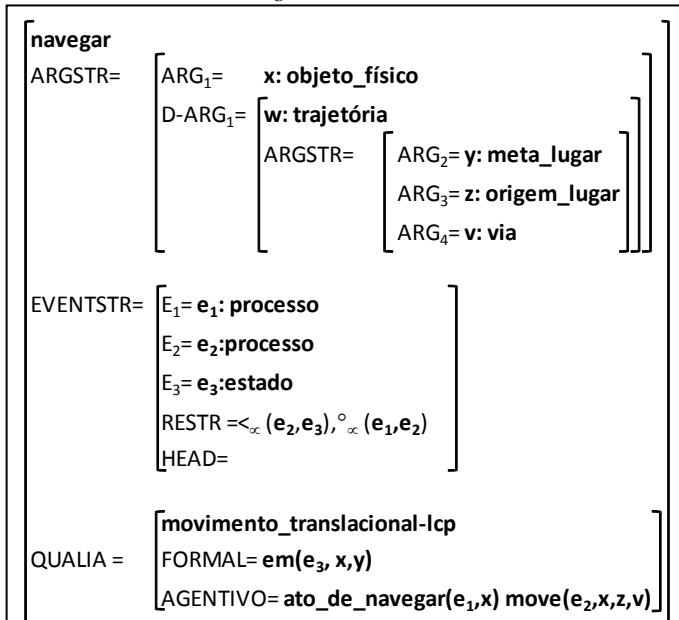 navegar
ARGSTR= ARG₁= x: objeto_físico
D-ARG₁= w: trajetória
ARGSTR= ARG₂= y: meta_lugar
ARG₃= z: origem_lugar
ARG₄= v: via
EVENTSTR= E₁= e₁: processo
E₂= e₂:processo
E₃= e₃:estado
RESTR =<∝ (e₂,e₃),°∝ (e₁,e₂)
HEAD=
movimento_translacional-lcp
QUALIA = FORMAL= em(e₃, x,y)
AGENTIVO= ato_de_navegar(e₁,x) move(e₂,x,z,v)